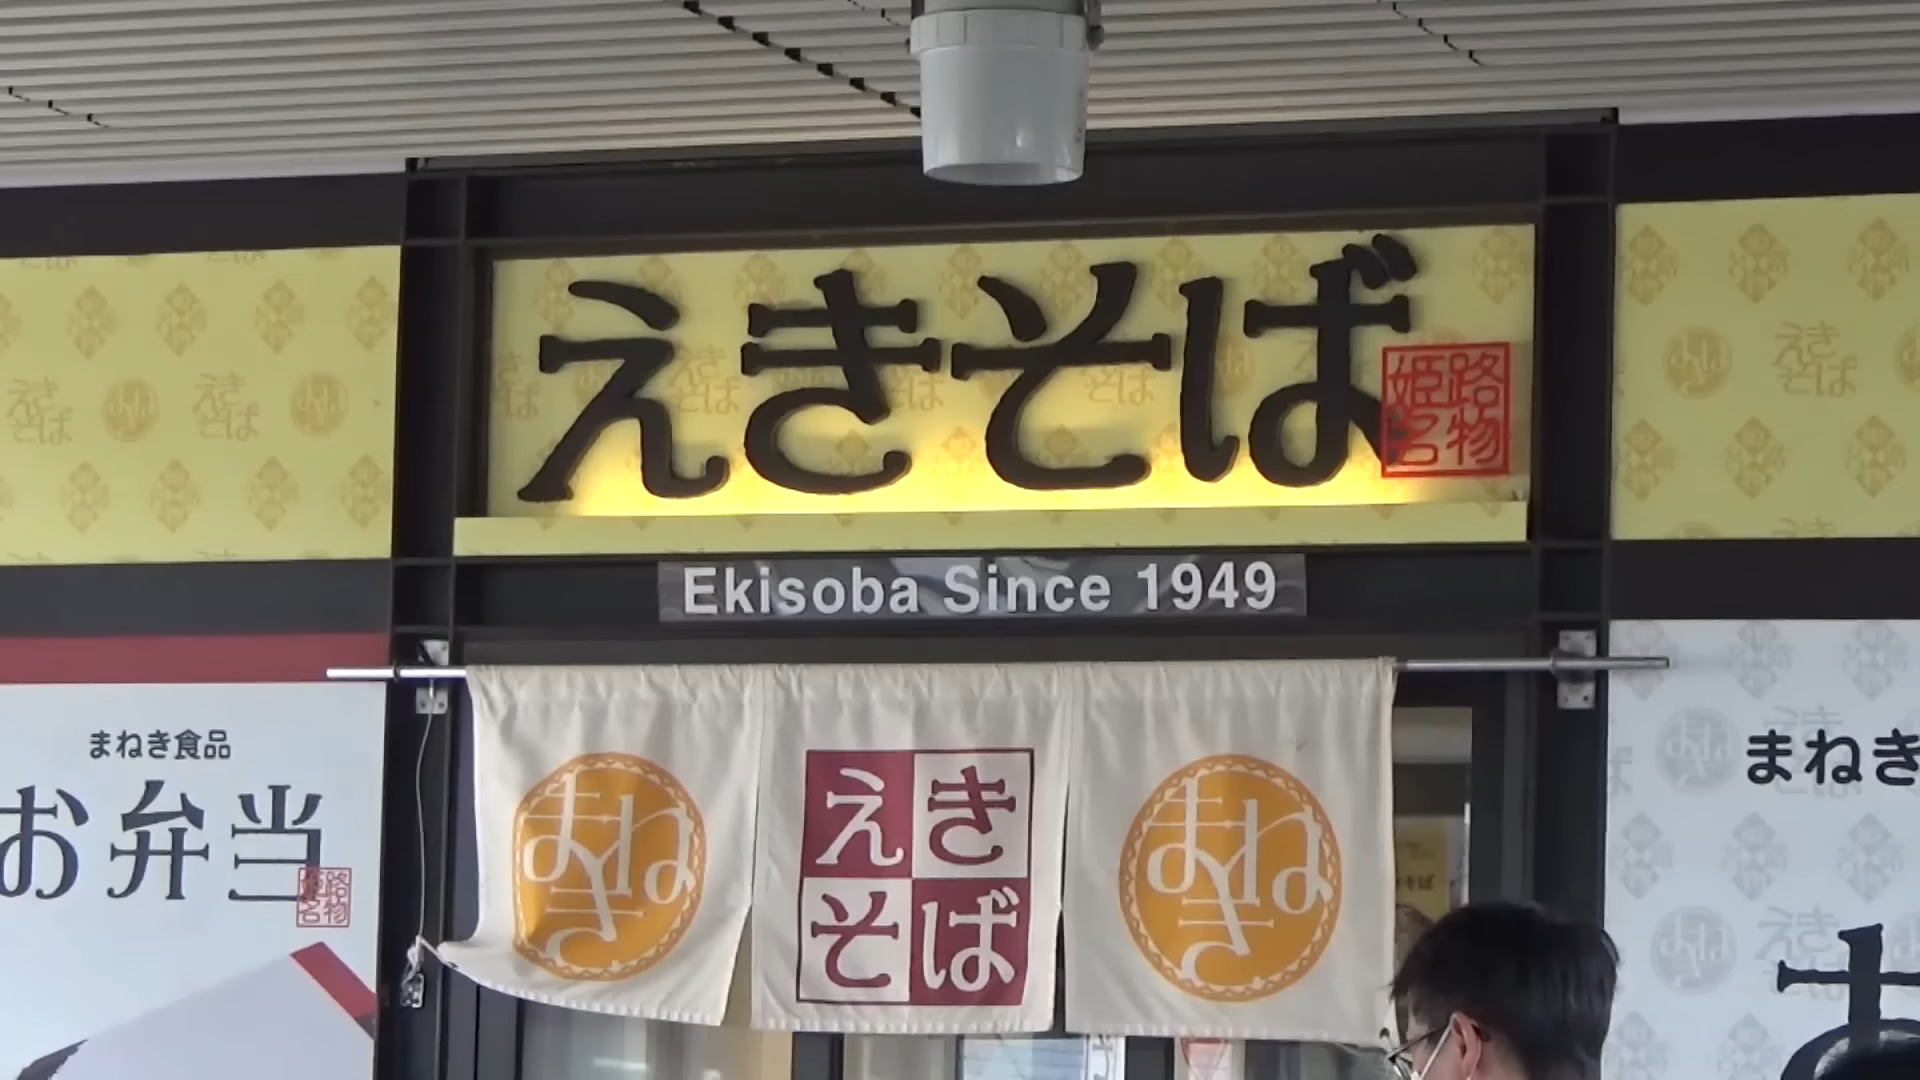 えきそば
姫路
名物
Ekisoba Since 1949
まねき食品
お弁当
姫路
名物
まねき
えき
そば
まねき
まねき